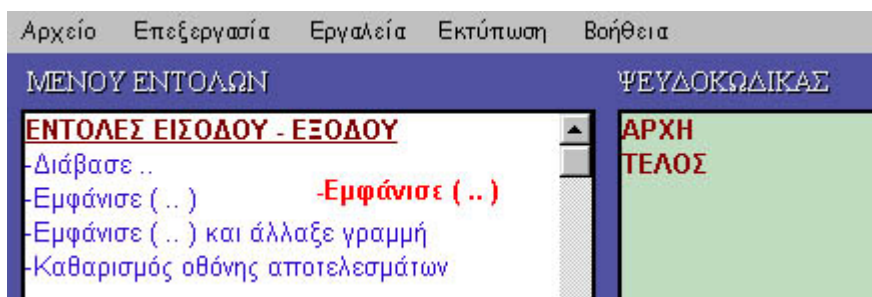 Αρχείο Επεξεργασία Εργαλεία Εκτύπωση Βοήθεια
ΜΕΝΟΥ ΕΝΤΟΛΩΝ
ΕΝΤΟΛΕΣ ΕΙΣΟΔΟΥ - ΕΞΟΔΟΥ
-Διάβασε ..
-Εμφάνισε ( .. )
-Εμφάνισε ( .. )
-Εμφάνισε ( .. ) και άλλαξε γραμμή
-Καθαρισμός οθόνης αποτελεσμάτων
ΨΕΥΔΟΚΩΔΙΚΑΣ
ΑΡΧΗ
ΤΕΛΟΣ